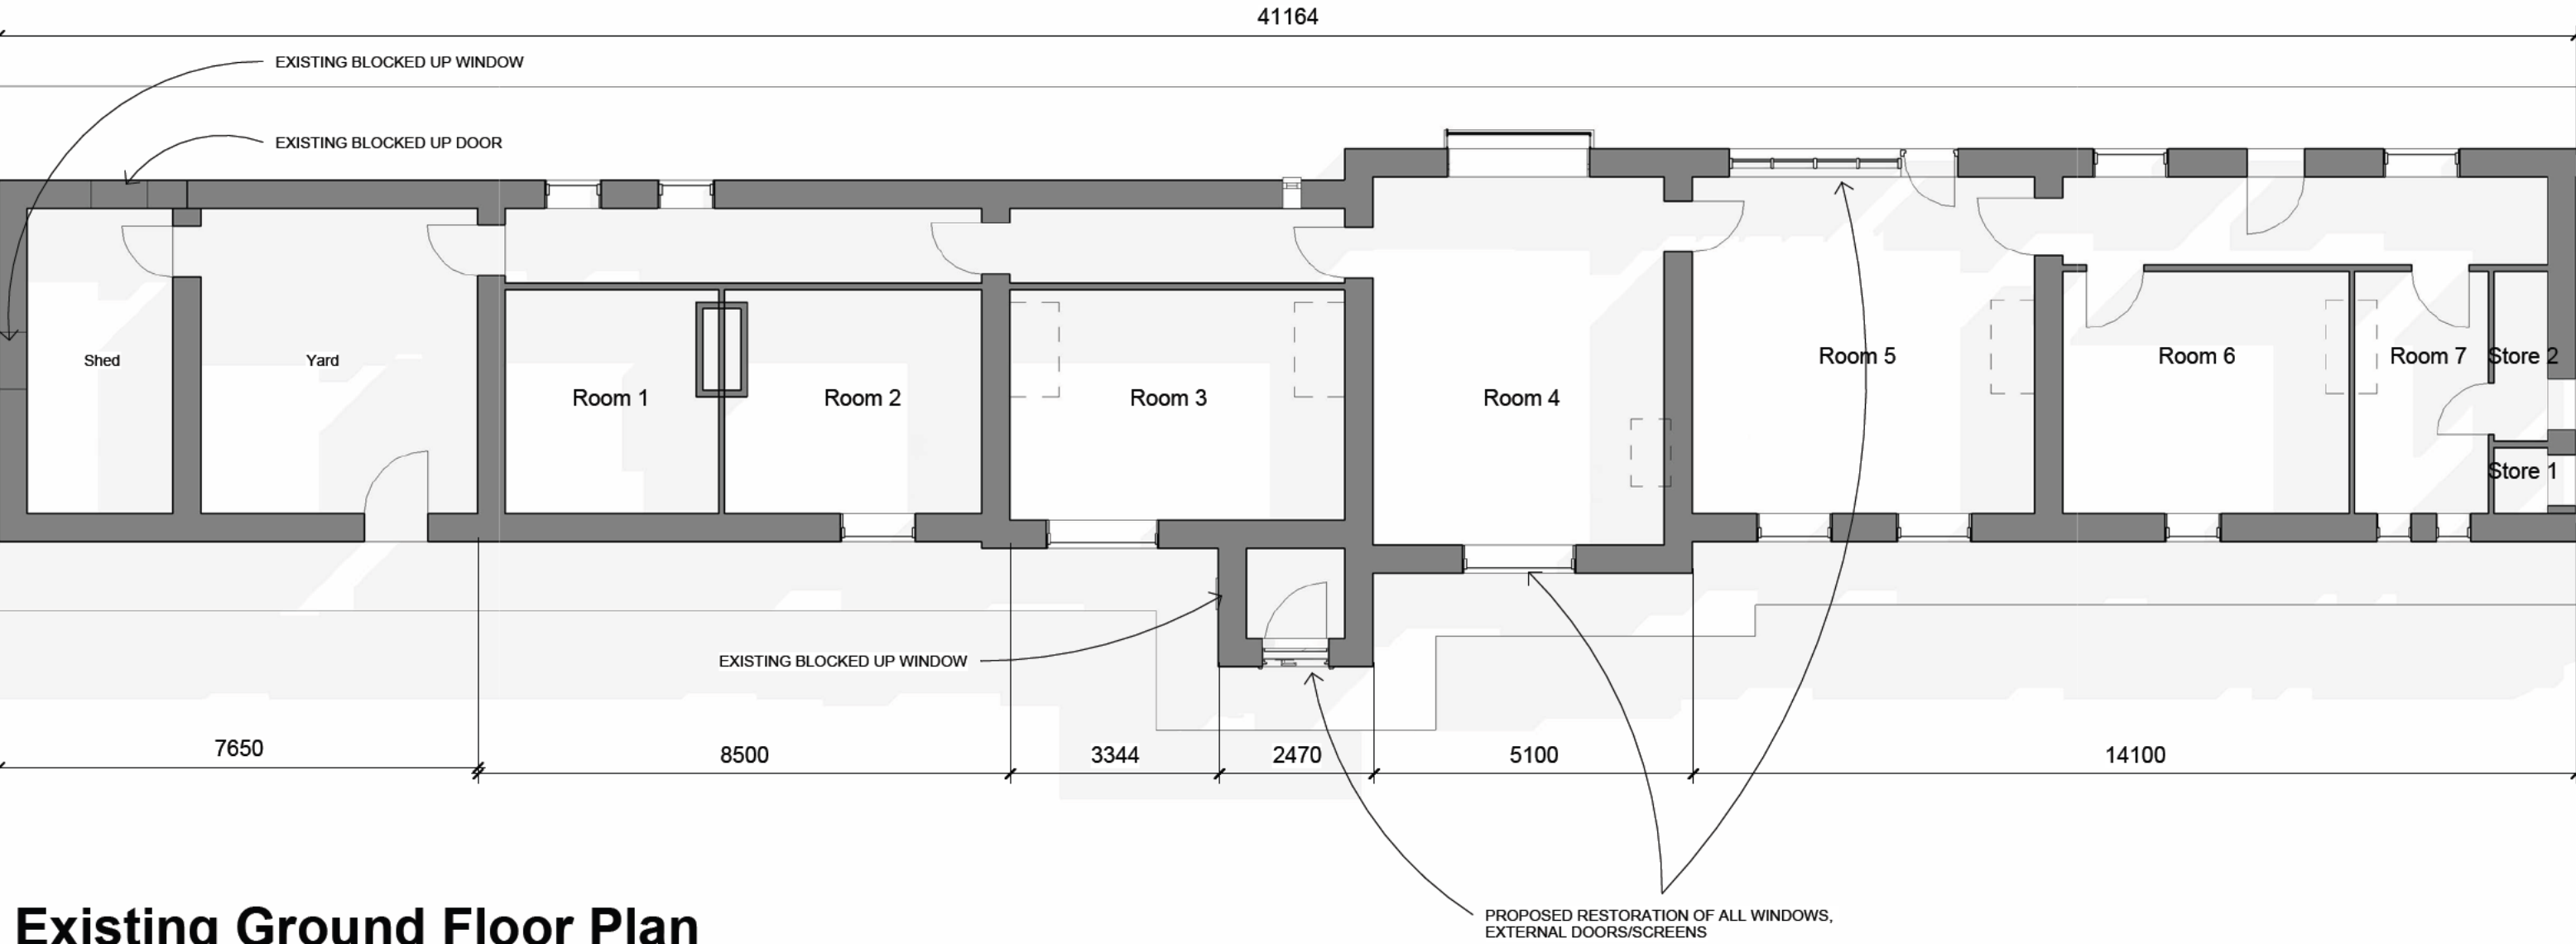 41164
EXISTING BLOCKED UP WINDOW
EXISTING BLOCKED UP DOOR
Shed
Yard
Room 1
Room 2
Room 3
Room 4
Room 5
Room 6
Room 7
Store 2
Store 1
EXISTING BLOCKED UP WINDOW
7650
8500
3344
2470
5100
14100
PROPOSED RESTORATION OF ALL WINDOWS,
EXTERNAL DOORS/SCREENS
Existing Ground Floor Plan